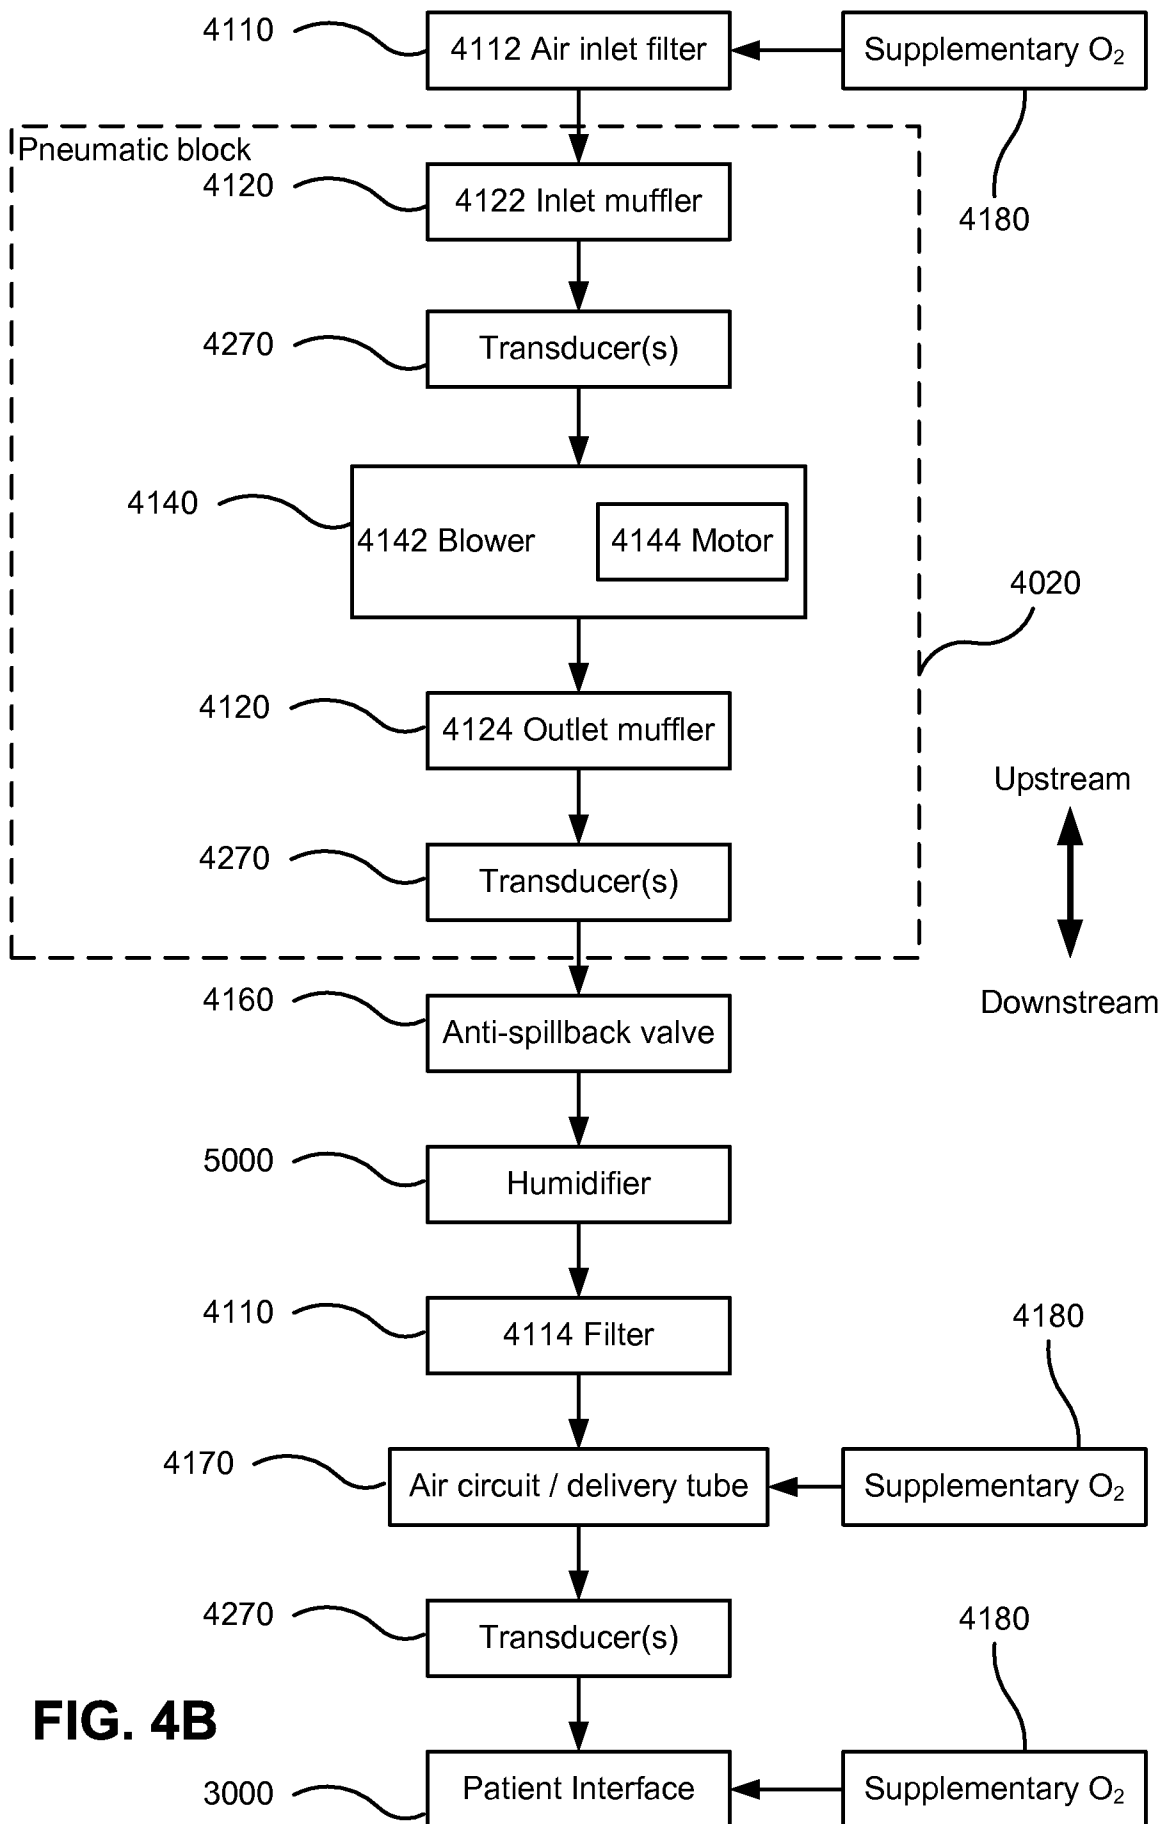 4110
4112 Air inlet filter
Supplementary O₂
Pneumatic block
4120
4122 Inlet muffler
4180
4270
Transducer(s)
4140
4142 Blower
4144 Motor
4020
4120
4124 Outlet muffler
Upstream
4270
Transducer(s)
4160
Anti-spillback valve
Downstream
5000
Humidifier
4110
4114 Filter
4180
4170
Air circuit / delivery tube
Supplementary O₂
4270
Transducer(s)
4180
FIG. 4B
3000
Patient Interface
Supplementary O₂